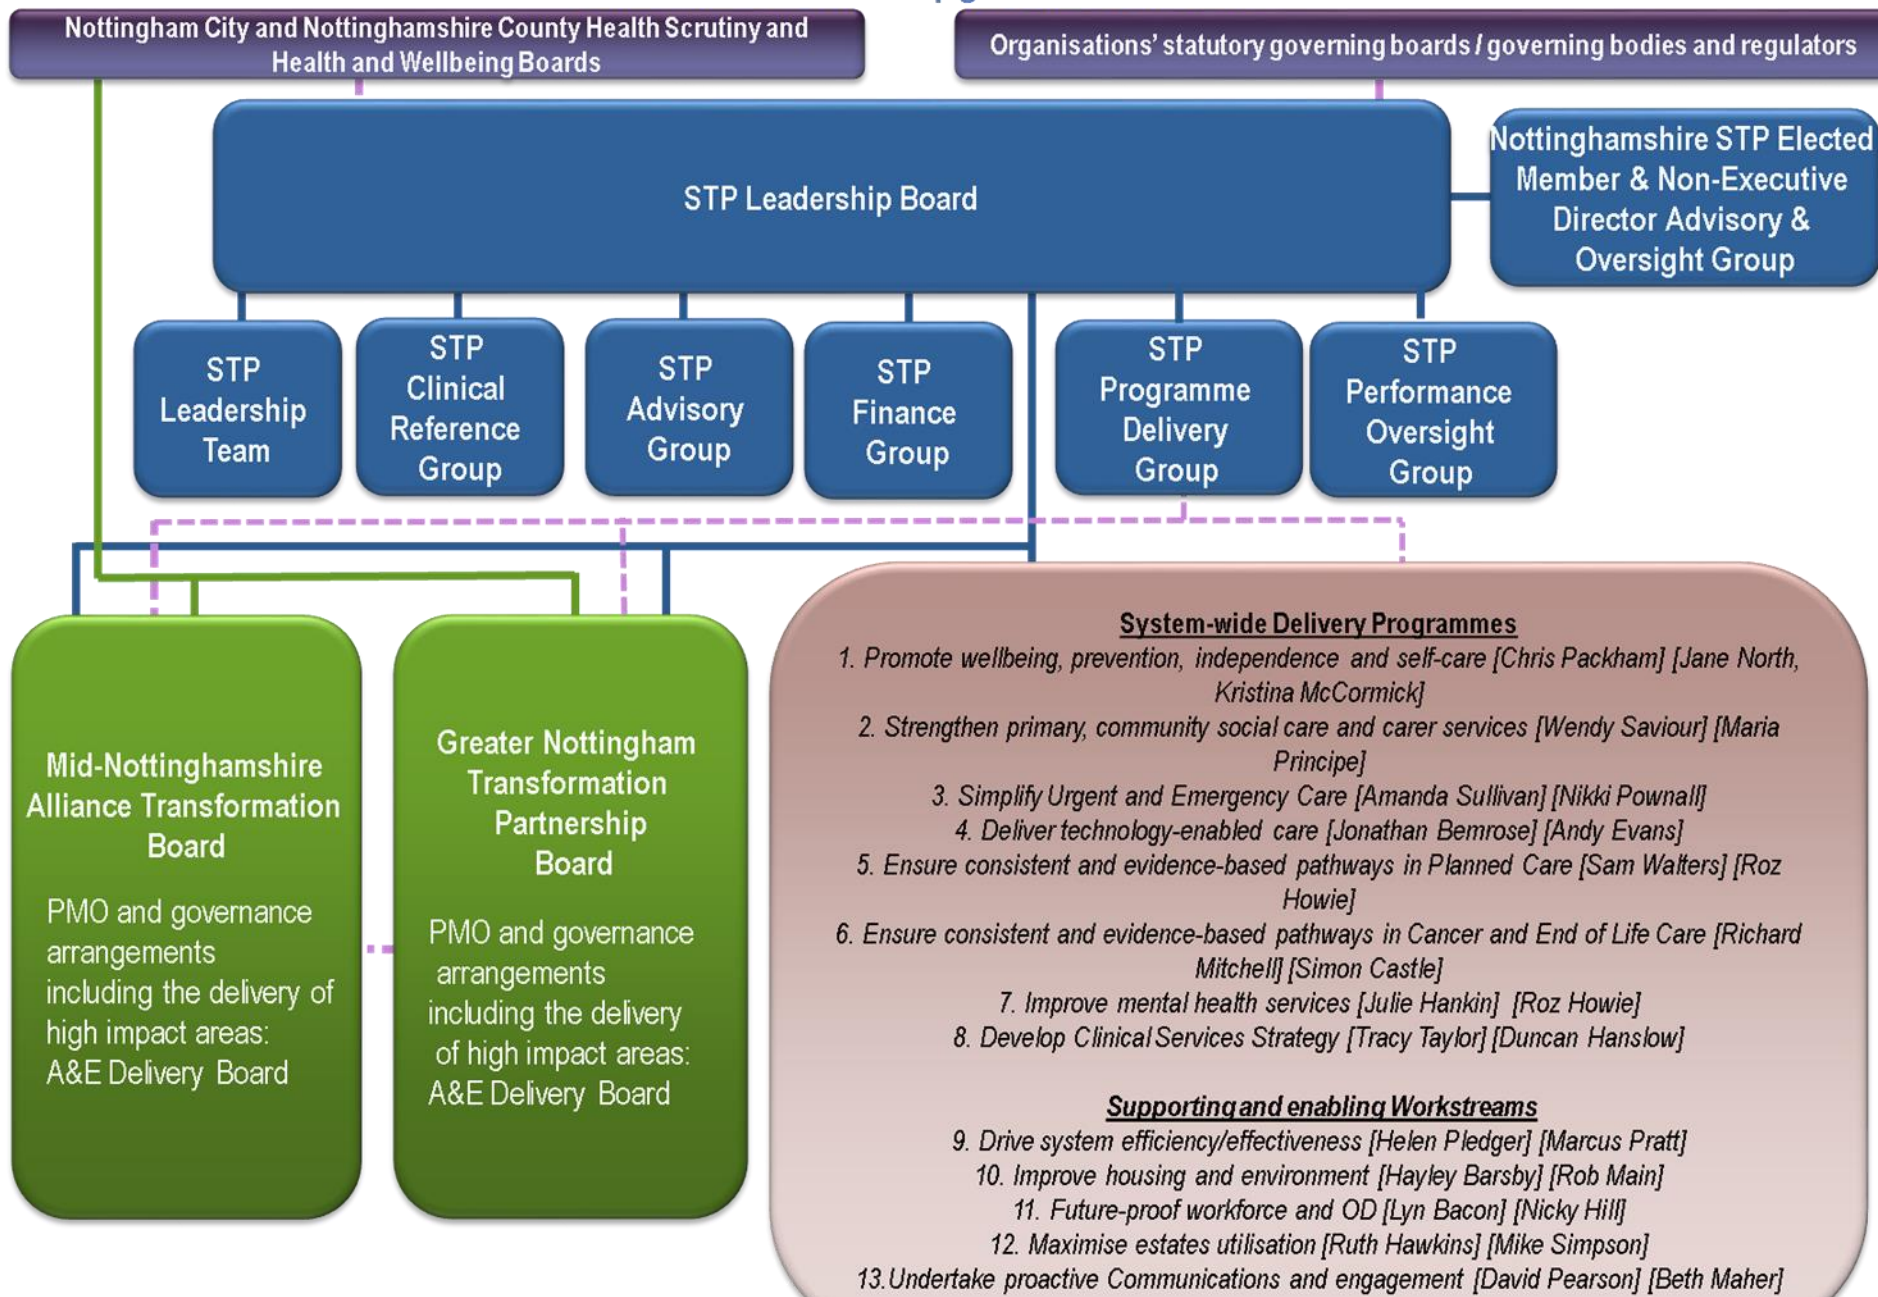 Nottingham City and Nottinghamshire County Health Scrutiny and
Health and Wellbeing Boards
Organisations' statutory governing boards / governing bodies and regulators
STP Leadership Board
Nottinghamshire STP Elected
Member & Non-Executive
Director Advisory &
Oversight Group
STP
Leadership
Team
STP
Clinical
Reference
Group
STP
Advisory
Group
STP
Finance
Group
STP
Programme
Delivery
Group
STP
Performance
Oversight
Group
Mid-Nottinghamshire
Alliance Transformation
Board
PMO and governance
arrangements
including the delivery of
high impact areas:
A&E Delivery Board
Greater Nottingham
Transformation
Partnership
Board
PMO and governance
arrangements
including the delivery
of high impact areas:
A&E Delivery Board
System-wide Delivery Programmes
1. Promote wellbeing, prevention, independence and self-care [Chris Packham] [Jane North,
Kristina McCormick]
2. Strengthen primary, community social care and carer services [Wendy Saviour] [Maria
Principe]
3. Simplify Urgent and Emergency Care [Amanda Sullivan] [Nikki Pownall]
4. Deliver technology-enabled care [Jonathan Bemrose] [Andy Evans]
5. Ensure consistent and evidence-based pathways in Planned Care [Sam Walters] [Roz
Howie]
6. Ensure consistent and evidence-based pathways in Cancer and End of Life Care [Richard
Mitchell] [Simon Castle]
7. Improve mental health services [Julie Hankin] [Roz Howie]
8. Develop Clinical Services Strategy [Tracy Taylor] [Duncan Hanslow]
Supporting and enabling Workstreams
9. Drive system efficiency/effectiveness [Helen Pledger] [Marcus Pratt]
10. Improve housing and environment [Hayley Barsby] [Rob Main]
11. Future-proof workforce and OD [Lyn Bacon] [Nicky Hill]
12. Maximise estates utilisation [Ruth Hawkins] [Mike Simpson]
13.Undertake proactive Communications and engagement [David Pearson] [Beth Maher]